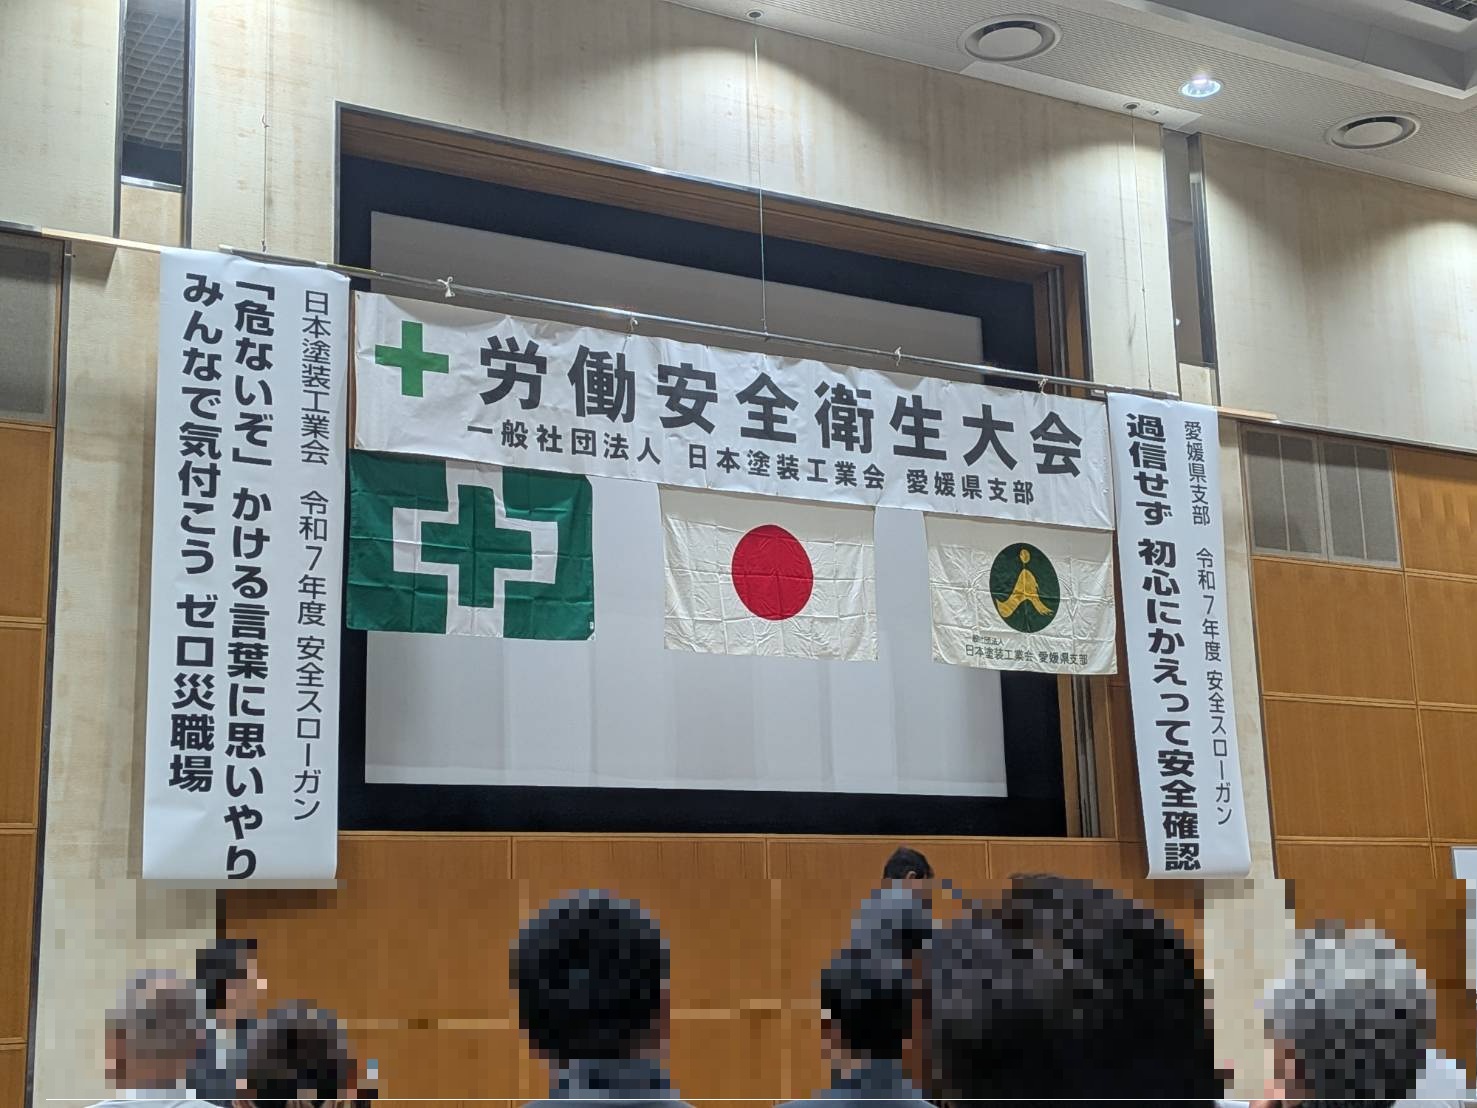 労働安全衛生大会
一般社団法人 日本塗装工業会 愛媛県支部
日本塗装工業会 令和7年度 安全スローガン
「危ないぞ」かける言葉に思いやり
みんなで気付こう ゼロ災職場
愛媛県支部 令和7年度 安全スローガン
過信せず 初心にかえって安全確認
一般社団法人
日本塗装工業会 愛媛県支部